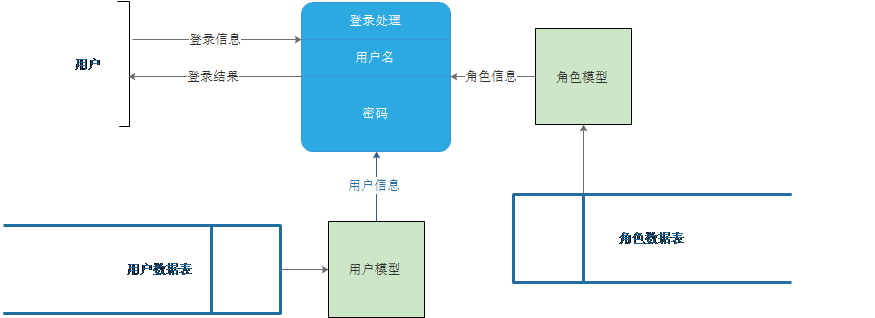 登录处理
登录信息
用户名
用户
登录结果
角色信息
角色模型
密码
用户信息
角色数据表
用户数据表
用户模型